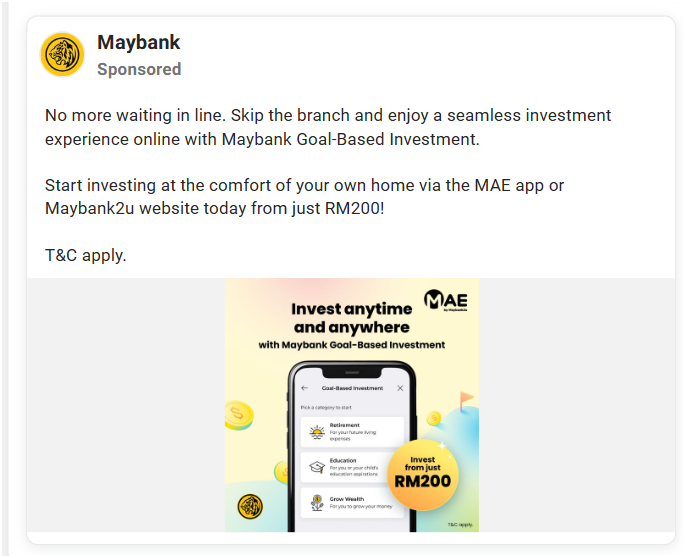 Maybank
Sponsored
No more waiting in line. Skip the branch and enjoy a seamless investment
experience online with Maybank Goal-Based Investment.
Start investing at the comfort of your own home via the MAE app or
Maybank2u website today from just RM200!
T&C apply.
MAE
by Maybank2u
Invest anytime
and anywhere
with Maybank Goal-Based Investment
Goal-Based Investment
Pick a category to start
Retirement
For your future living
expenses
Education
For you or your child's
education aspirations
Grow Wealth
For you to grow your money
Invest
from just
RM200
T&C apply.